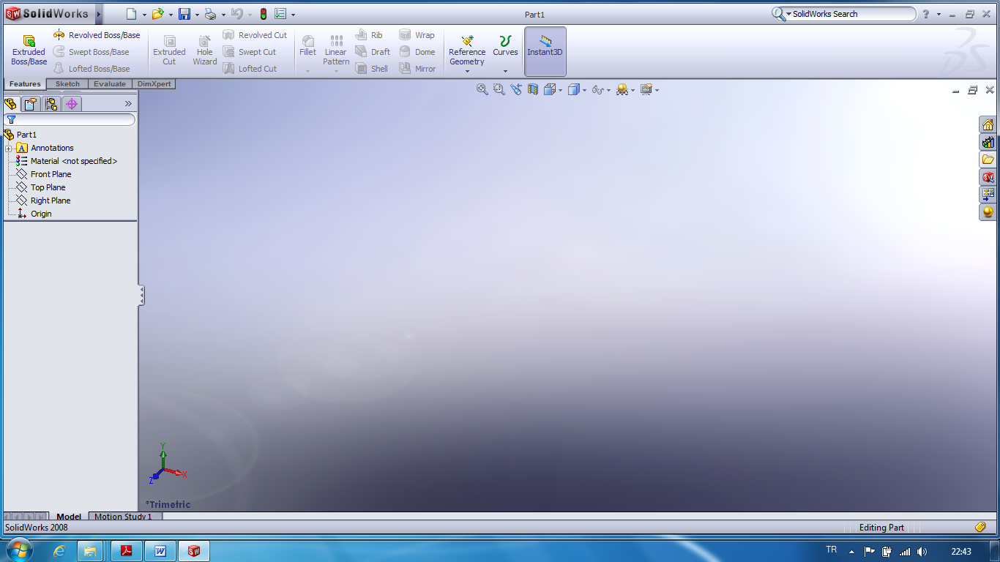 SolidWorks
Part1
SolidWorks Search
?
Extruded Boss/Base
Revolved Boss/Base
Swept Boss/Base
Lofted Boss/Base
Extruded Cut
Hole Wizard
Revolved Cut
Swept Cut
Lofted Cut
Fillet
Linear Pattern
Rib
Draft
Shell
Wrap
Dome
Mirror
Reference Geometry
Curves
Instant3D
Features
Sketch
Evaluate
DimXpert
Part1
A Annotations
Material <not specified>
Front Plane
Top Plane
Right Plane
Origin
Y
X
Z
*Trimetric
Model
Motion Study 1
SolidWorks 2008
Editing Part
TR
22:43